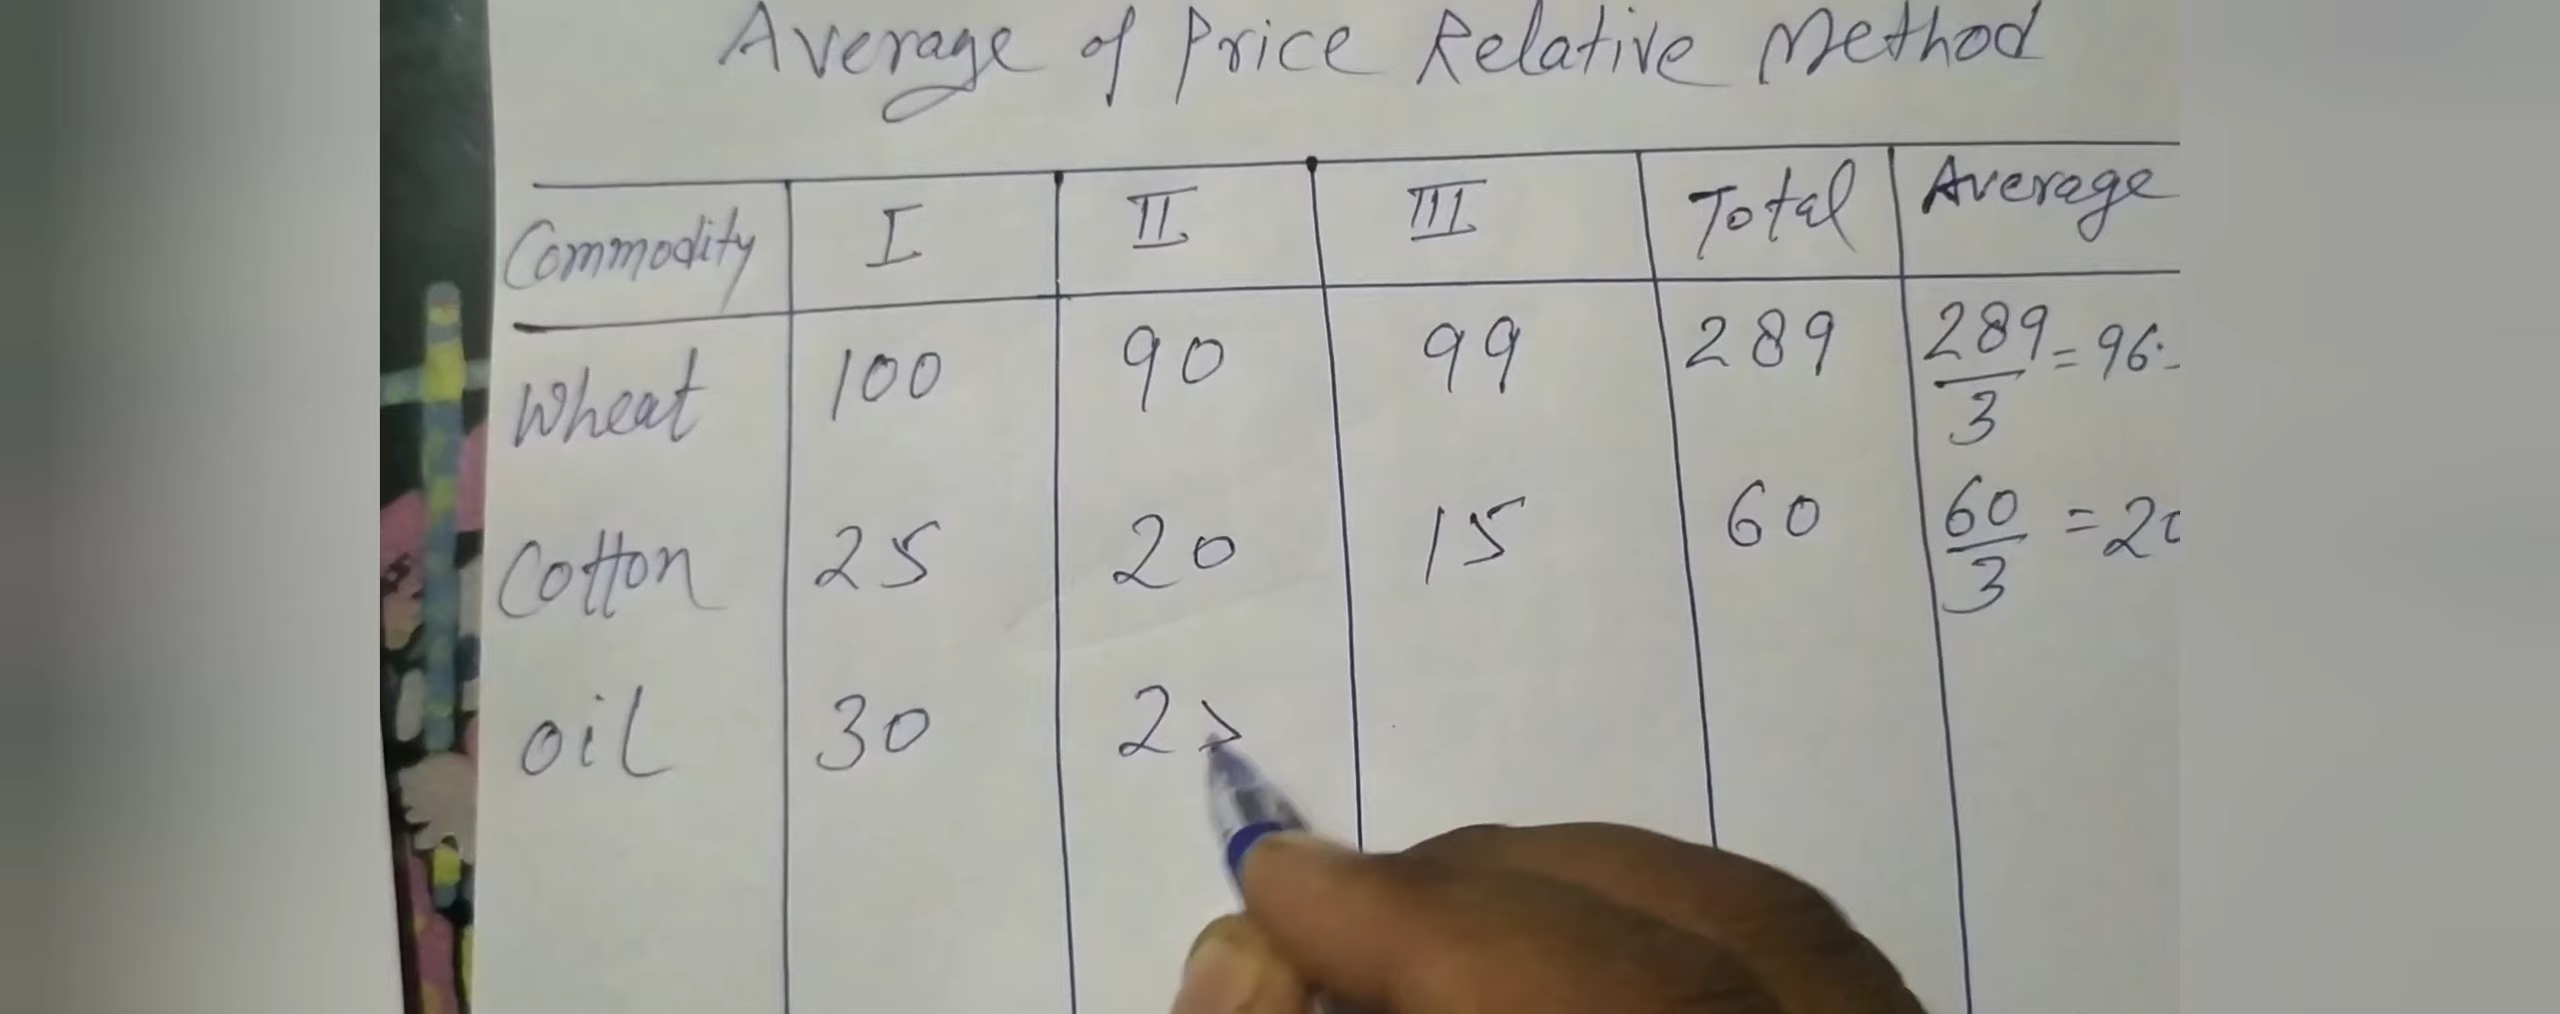 Average of Price Relative Method
Commodity I II III Total Average
Wheat 100 90 99 289 289/3 = 96.
Cotton 25 20 15 60 60/3 = 20
Oil 30 2